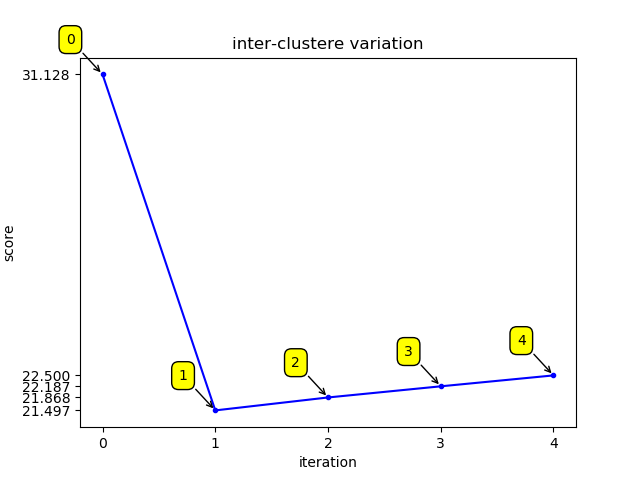 inter-clustere variation
0
31.128
score
1
2
3
4
22.500
22.187
21.868
21.497
0 1 2 3 4
iteration